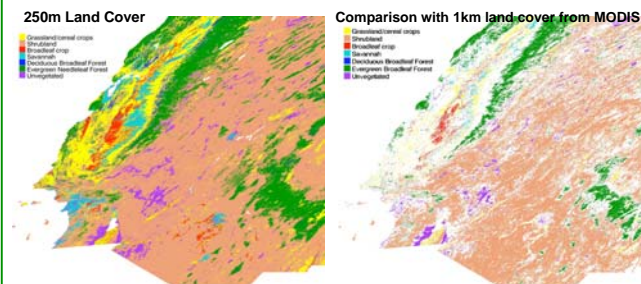 250m Land Cover
Grassland/cereal crops
Shrubland
Broadleaf crop
Savannah
Deciduous Broadleaf Forest
Evergreen Needleleaf Forest
Unvegetated
Comparison with 1km land cover from MODIS
Grassland/cereal crops
Shrubland
Broadleaf crop
Savannah
Deciduous Broadleaf Forest
Evergreen Broadleaf Forest
Unvegetated